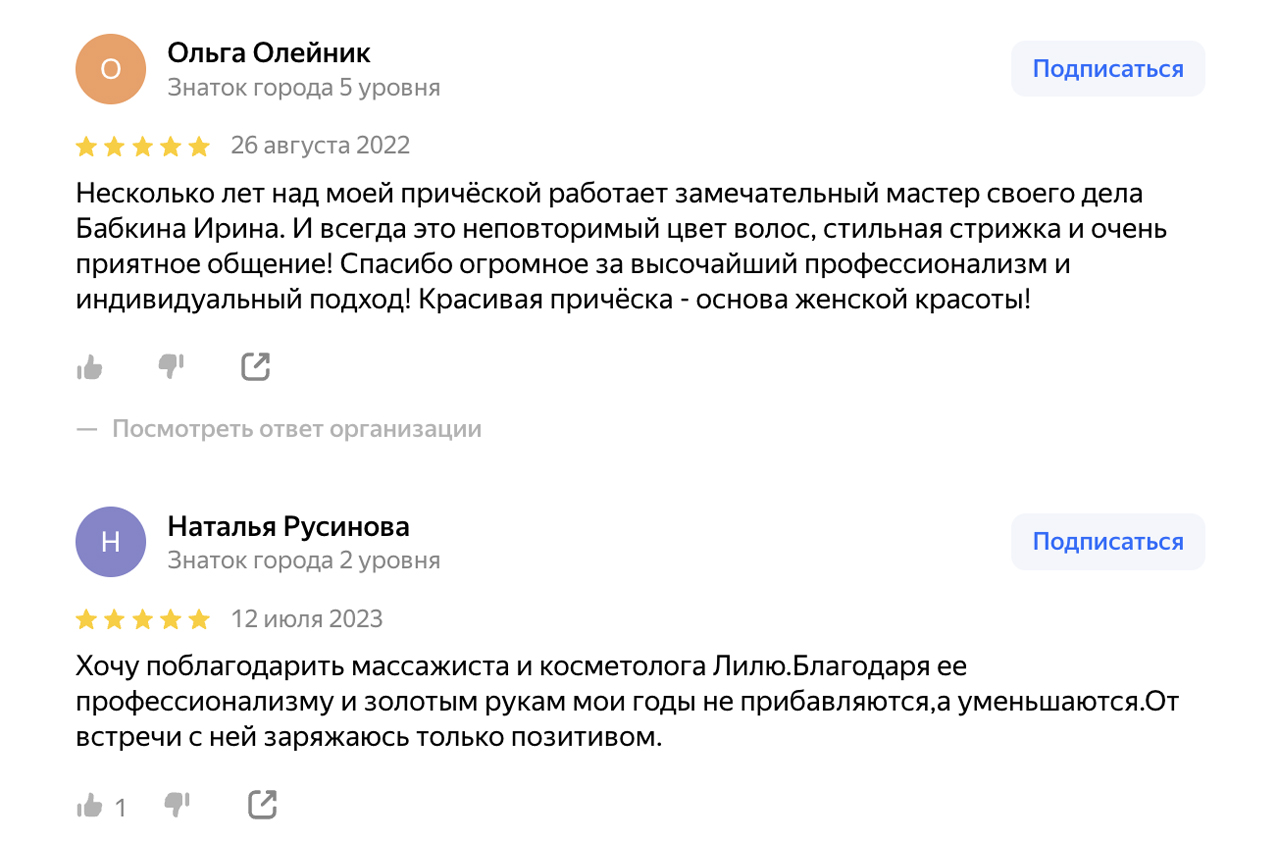 О
Ольга Олейник
Знаток города 5 уровня
Подписаться
26 августа 2022
Несколько лет над моей причёской работает замечательный мастер своего дела
Бабкина Ирина. И всегда это неповторимый цвет волос, стильная стрижка и очень
приятное общение! Спасибо огромное за высочайший профессионализм и
индивидуальный подход! Красивая причёска - основа женской красоты!
— Посмотреть ответ организации
Н
Наталья Русинова
Знаток города 2 уровня
Подписаться
12 июля 2023
Хочу поблагодарить массажиста и косметолога Лилю.Благодаря ее
профессионализму и золотым рукам мои годы не прибавляются,а уменьшаются.От
встречи с ней заряжаюсь только позитивом.
1